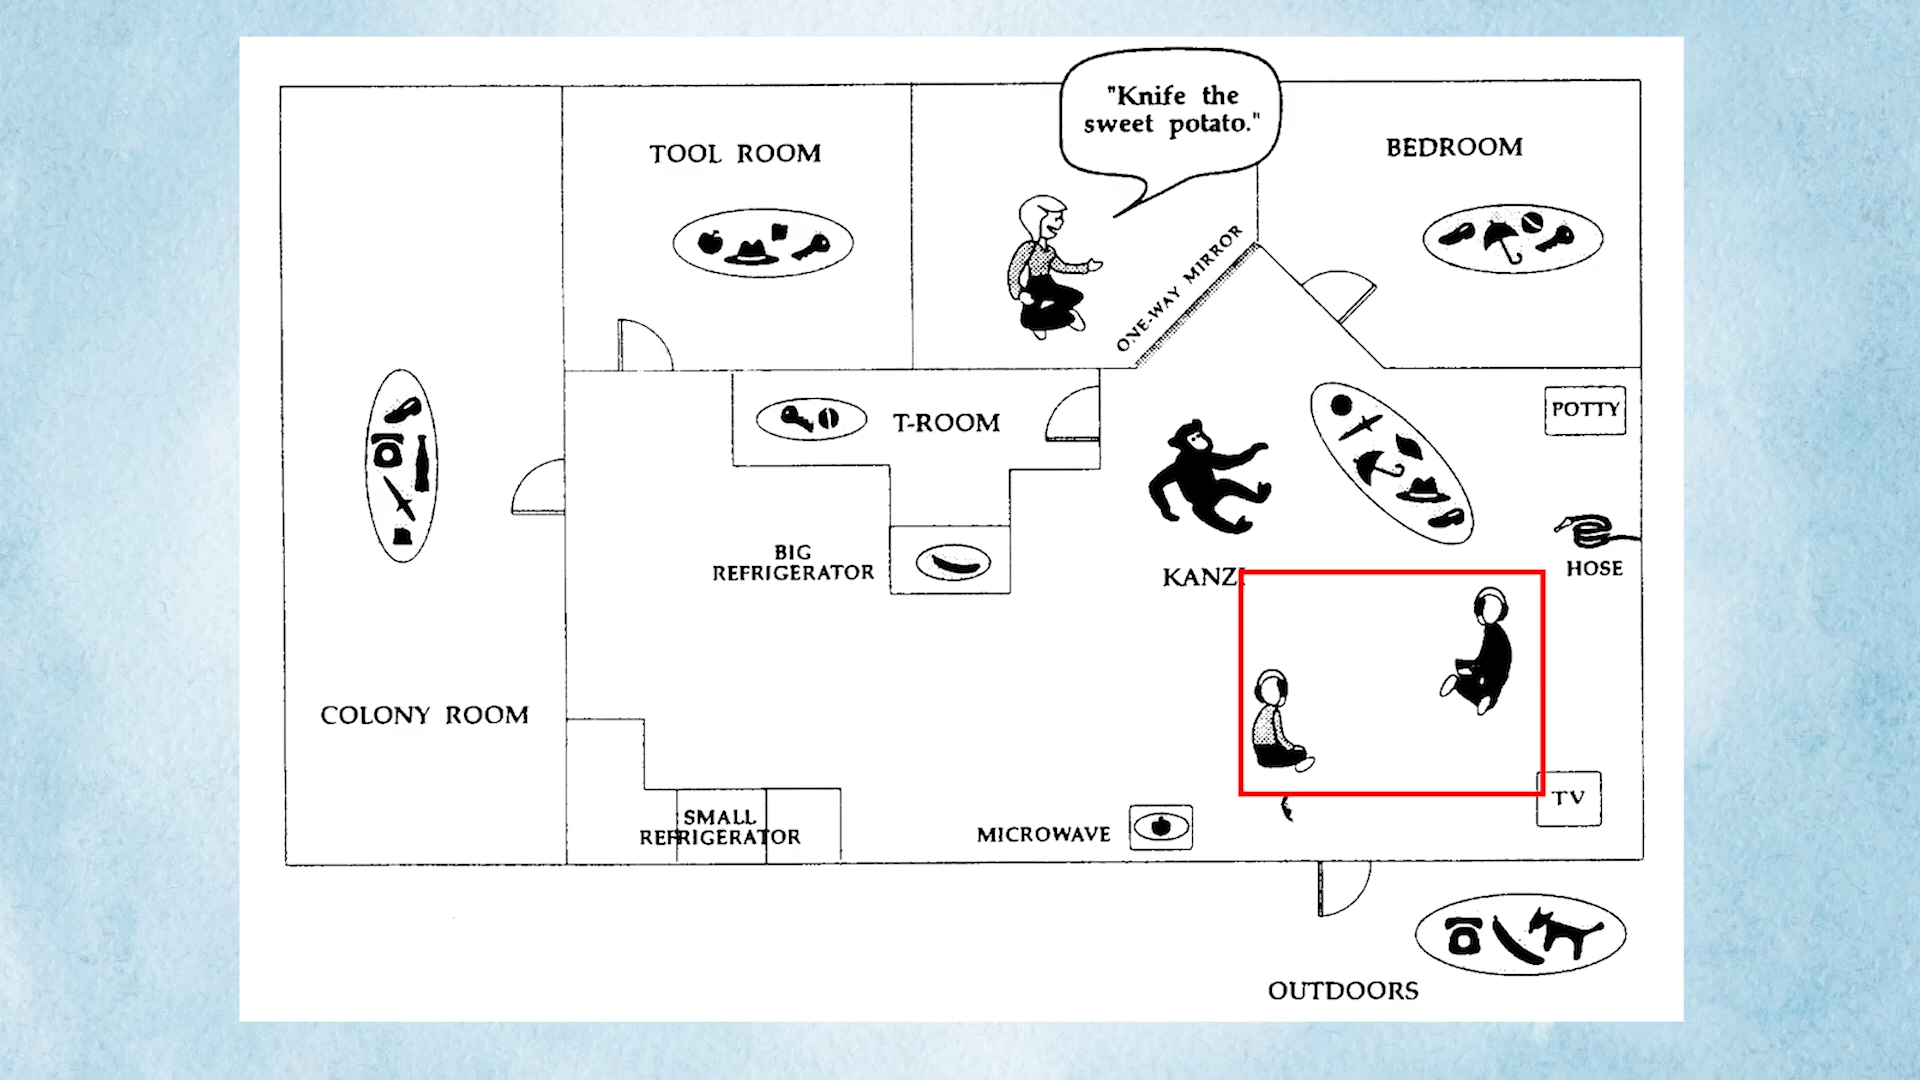 "Knife the
sweet potato."
TOOL ROOM
BEDROOM
ONE-WAY MIRROR
T-ROOM
POTTY
BIG
REFRIGERATOR
KANZI
HOSE
COLONY ROOM
SMALL
REFRIGERATOR
MICROWAVE
TV
OUTDOORS